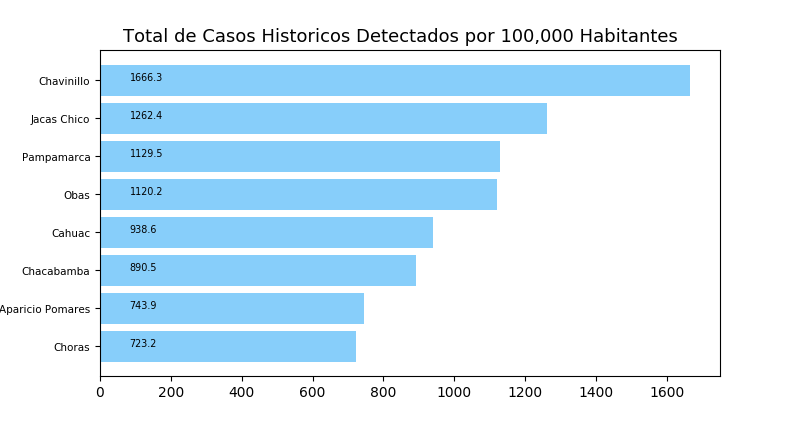 Total de Casos Historicos Detectados por 100,000 Habitantes
Chavinillo 1666.3
Jacas Chico 1262.4
Pampamarca 1129.5
Obas 1120.2
Cahuac 938.6
Chacabamba 890.5
Aparicio Pomares 743.9
Choras 723.2
0 200 400 600 800 1000 1200 1400 1600